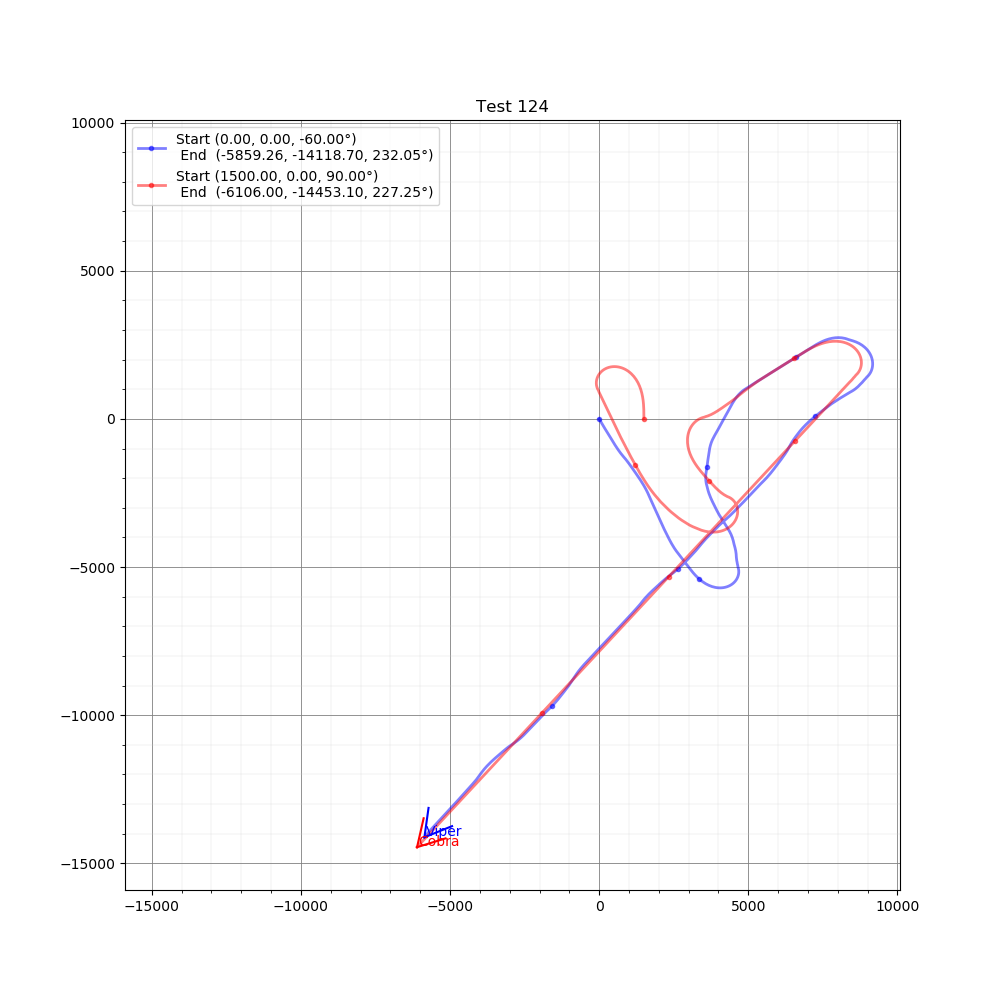 Test 124
Start (0.00, 0.00, -60.00°)
End (-5859.26, -14118.70, 232.05°)
Start (1500.00, 0.00, 90.00°)
End (-6106.00, -14453.10, 227.25°)
10000
5000
0
−5000
−10000
−15000
Viper
Cobra
−15000 −10000 −5000 0 5000 10000